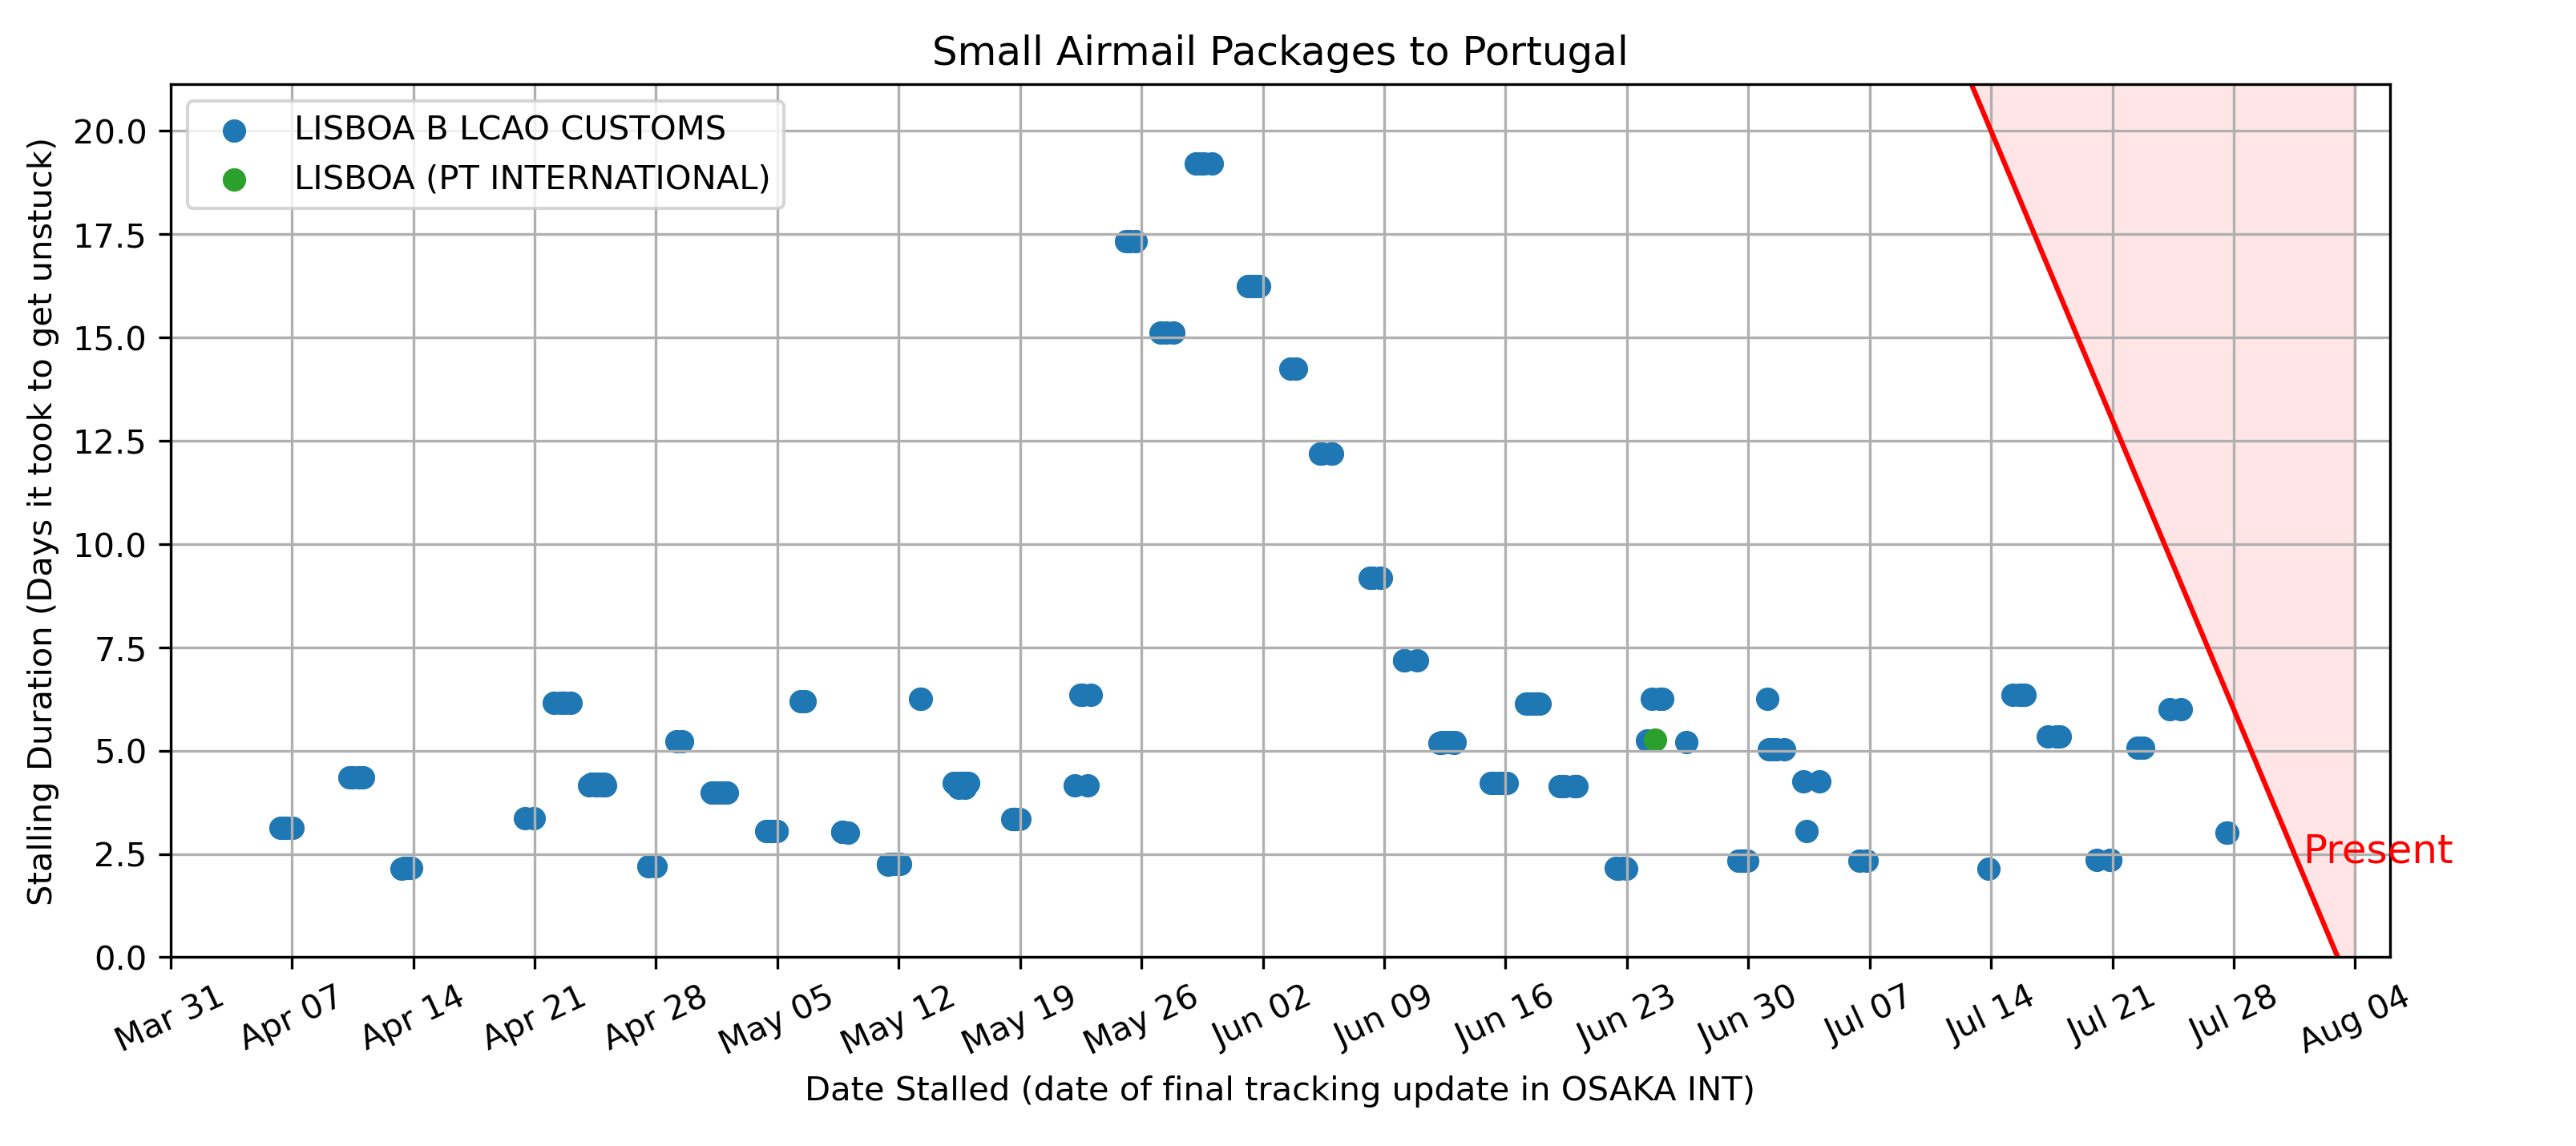 Small Airmail Packages to Portugal
LISBOA B LCAO CUSTOMS
LISBOA (PT INTERNATIONAL)
Stalling Duration (Days it took to get unstuck)
20.0
17.5
15.0
12.5
10.0
7.5
5.0
2.5
0.0
Present
Mar 31
Apr 07
Apr 14
Apr 21
Apr 28
May 05
May 12
May 19
May 26
Jun 02
Jun 09
Jun 16
Jun 23
Jun 30
Jul 07
Jul 14
Jul 21
Jul 28
Aug 04
Date Stalled (date of final tracking update in OSAKA INT)